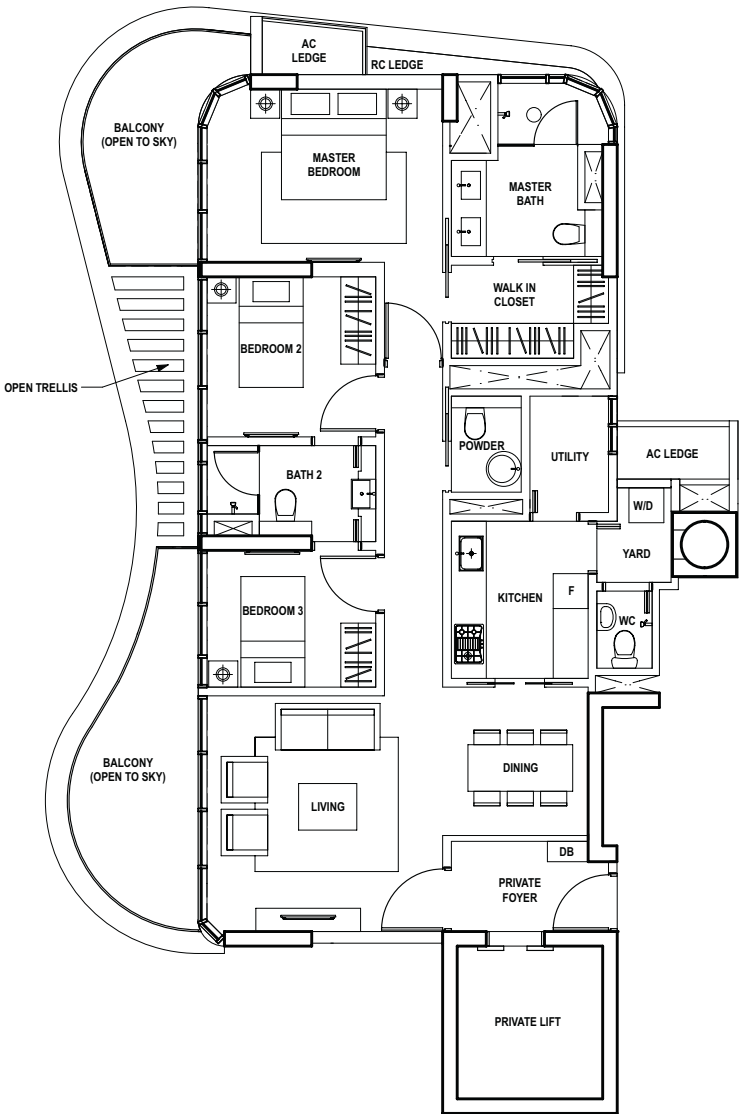 AC
LEDGE
RC LEDGE
BALCONY
(OPEN TO SKY)
MASTER
BEDROOM
MASTER
BATH
WALK IN
CLOSET
BEDROOM 2
OPEN TRELLIS
POWDER
UTILITY
AC LEDGE
BATH 2
W/D
YARD
KITCHEN
F
BEDROOM 3
WC
BALCONY
(OPEN TO SKY)
DINING
LIVING
DB
PRIVATE
FOYER
PRIVATE LIFT